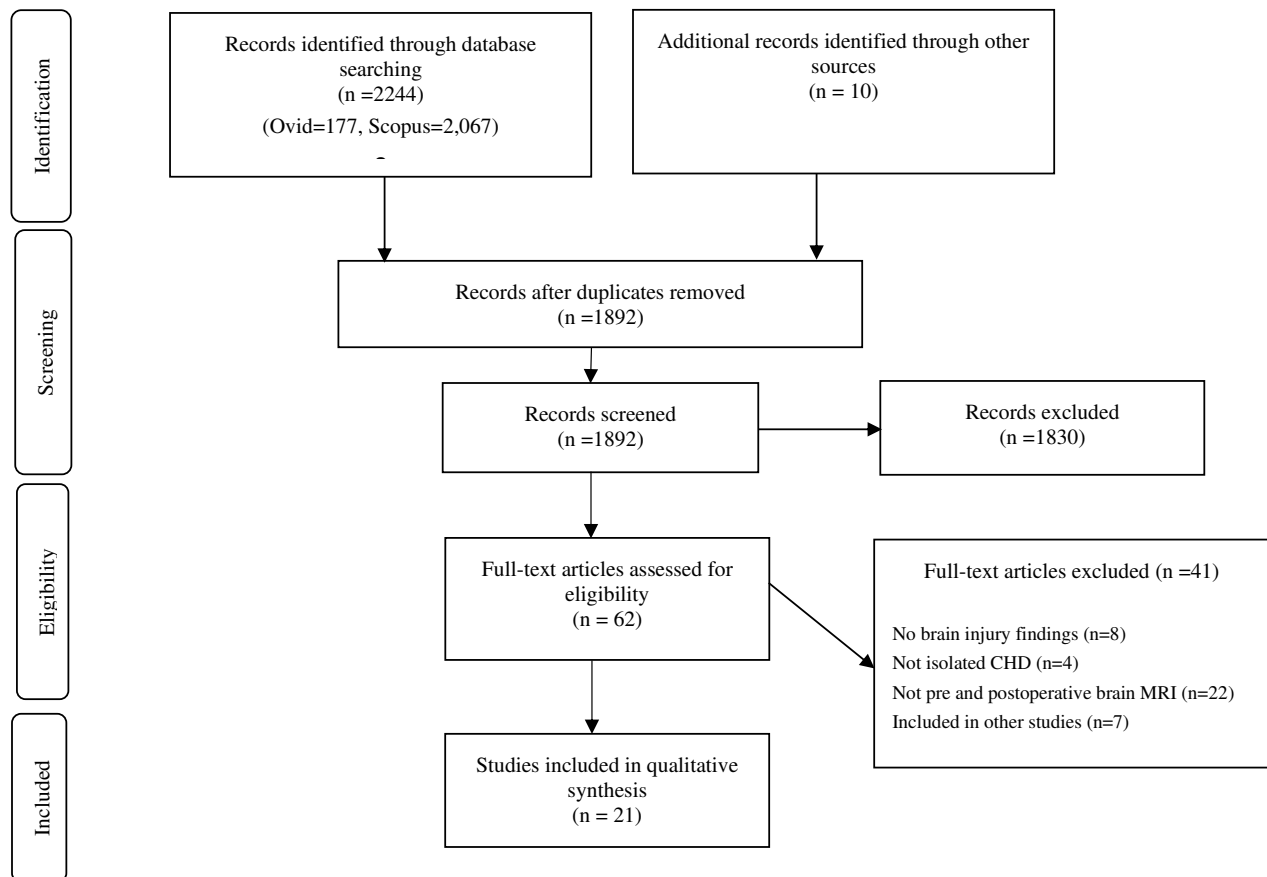 Identification
Records identified through database
searching
(n =2244)
(Ovid=177, Scopus=2,067)
Additional records identified through other
sources
(n = 10)
Screening
Records after duplicates removed
(n =1892)
Records screened
(n =1892)
Records excluded
(n =1830)
Eligibility
Full-text articles assessed for
eligibility
(n = 62)
Full-text articles excluded (n =41)
No brain injury findings (n=8)
Not isolated CHD (n=4)
Not pre and postoperative brain MRI (n=22)
Included in other studies (n=7)
Included
Studies included in qualitative
synthesis
(n = 21)